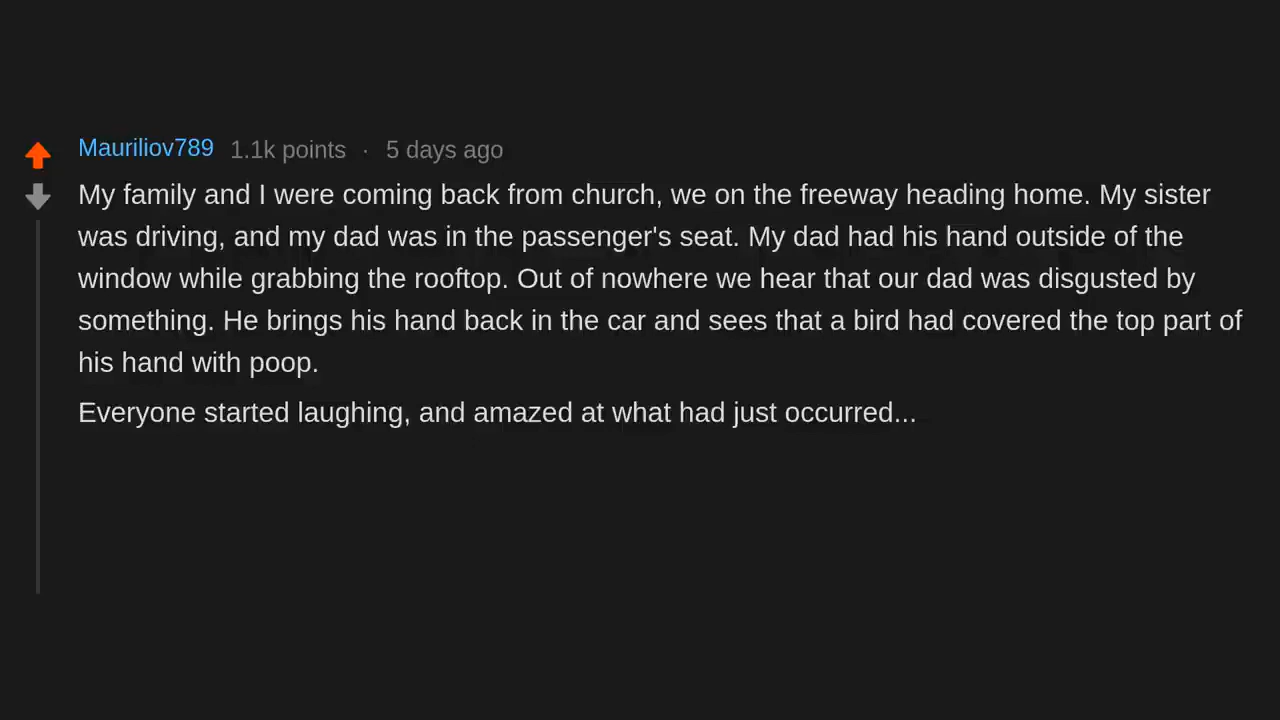 Mauriliov789 1.1k points · 5 days ago
My family and I were coming back from church, we on the freeway heading home. My sister
was driving, and my dad was in the passenger's seat. My dad had his hand outside of the
window while grabbing the rooftop. Out of nowhere we hear that our dad was disgusted by
something. He brings his hand back in the car and sees that a bird had covered the top part of
his hand with poop.
Everyone started laughing, and amazed at what had just occurred...